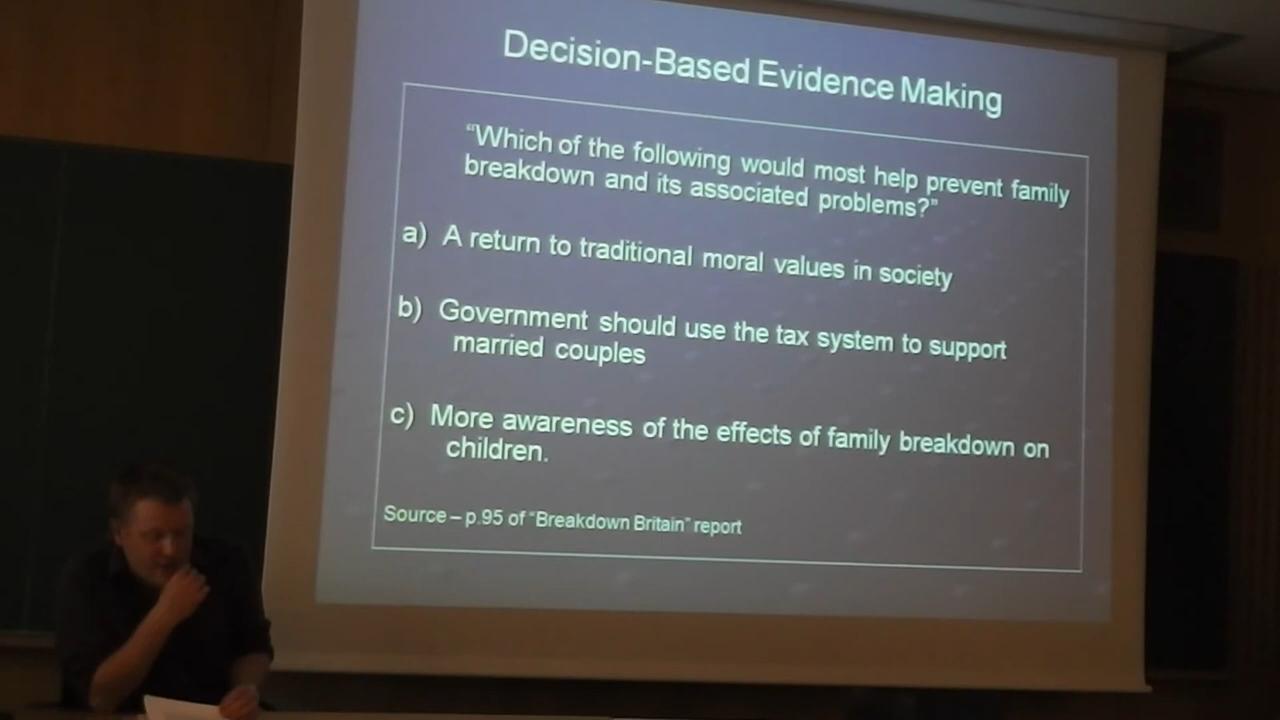 Decision-Based Evidence Making
“Which of the following would most help prevent family
breakdown and its associated problems?”
a) A return to traditional moral values in society
b) Government should use the tax system to support
married couples
c) More awareness of the effects of family breakdown on
children.
Source – p.95 of “Breakdown Britain” report